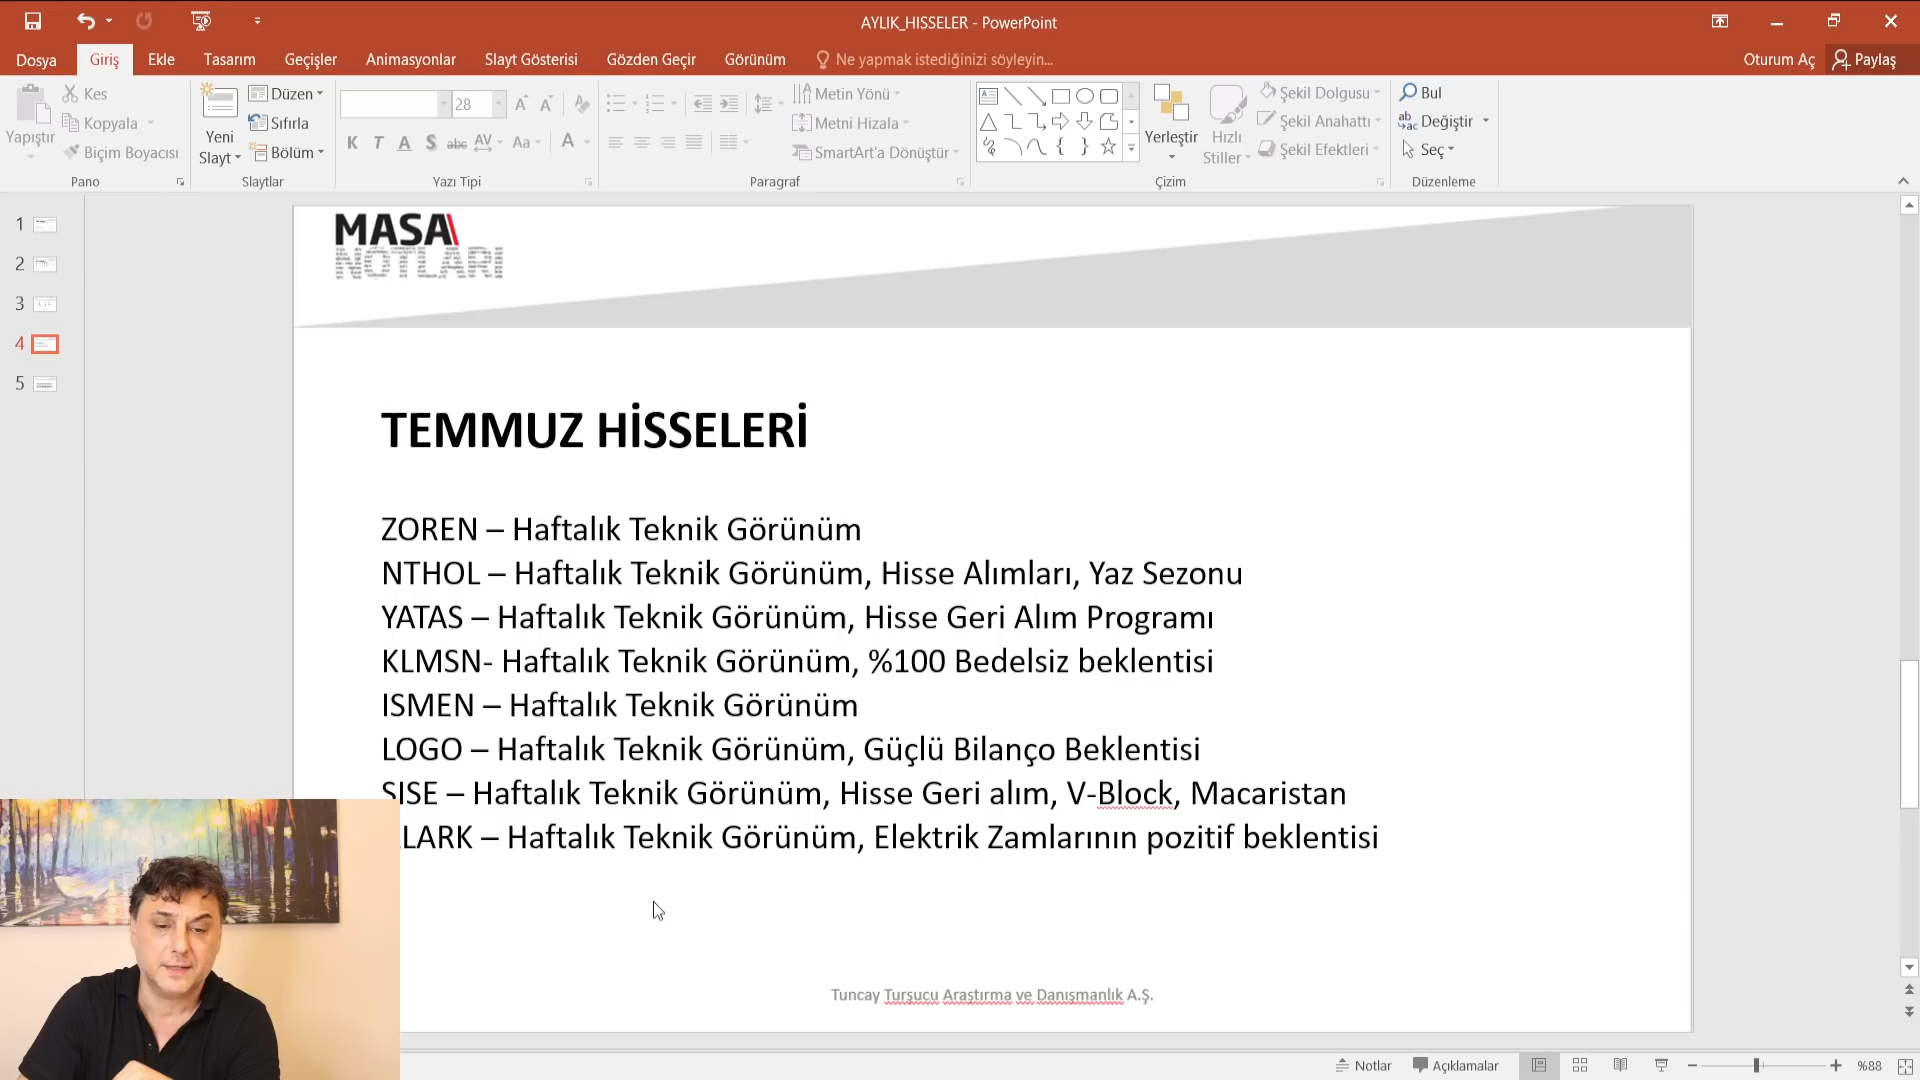 AYLIK_HISSELER - PowerPoint
Dosya Giriş Ekle Tasarım Geçişler Animasyonlar Slayt Gösterisi Gözden Geçir Görünüm Ne yapmak istediğinizi söyleyin... Oturum Aç Paylaş
Yapıştır
Kes
Kopyala
Biçim Boyacısı
Pano
Yeni Slayt
Düzen
Sıfırla
Bölüm
Slaytlar
28
K T A S abc AV Aa A
Yazı Tipi
Metin Yönü
Metni Hizala
SmartArt'a Dönüştür
Paragraf
Yerleştir
Hızlı Stiller
Şekil Dolgusu
Şekil Anahattı
Şekil Efektleri
Çizim
Bul
Değiştir
Seç
Düzenleme
1
2
3
4
5
MASA
NOTLARI
TEMMUZ HİSSELERİ
ZOREN – Haftalık Teknik Görünüm
NTHOL – Haftalık Teknik Görünüm, Hisse Alımları, Yaz Sezonu
YATAS – Haftalık Teknik Görünüm, Hisse Geri Alım Programı
KLMSN- Haftalık Teknik Görünüm, %100 Bedelsiz beklentisi
ISMEN – Haftalık Teknik Görünüm
LOGO – Haftalık Teknik Görünüm, Güçlü Bilanço Beklentisi
SISE – Haftalık Teknik Görünüm, Hisse Geri alım, V-Block, Macaristan
LARK – Haftalık Teknik Görünüm, Elektrik Zamlarının pozitif beklentisi
Tuncay Turşucu Araştırma ve Danışmanlık A.Ş.
Notlar Açıklamalar %88